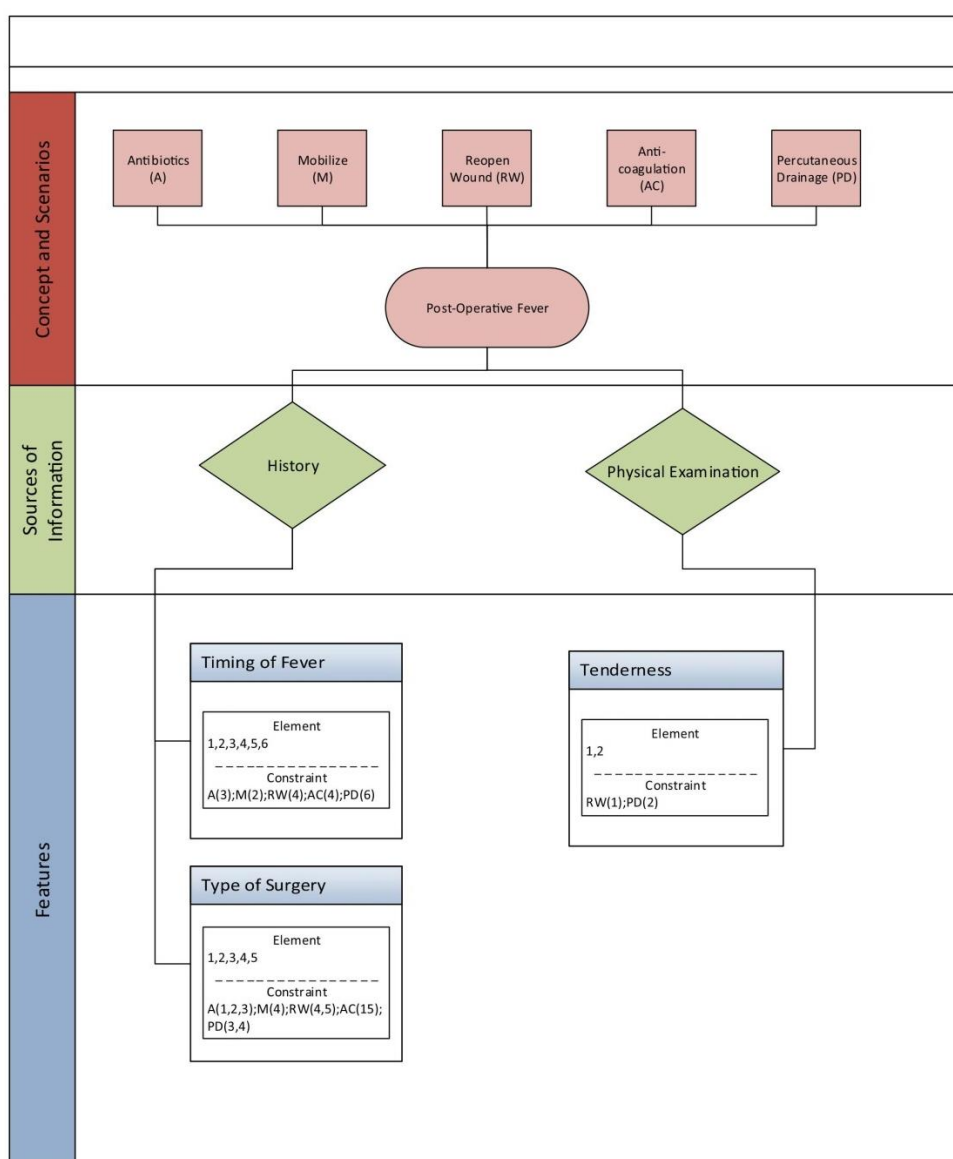 Concept and Scenarios
Antibiotics
(A)
Mobilize
(M)
Reopen
Wound (RW)
Anti-
coagulation
(AC)
Percutaneous
Drainage (PD)
Post-Operative Fever
Sources of
Information
History
Physical Examination
Features
Timing of Fever
Element
1,2,3,4,5,6
Constraint
A(3);M(2);RW(4);AC(4);PD(6)
Tenderness
Element
1,2
Constraint
RW(1);PD(2)
Type of Surgery
Element
1,2,3,4,5
Constraint
A(1,2,3);M(4);RW(4,5);AC(15);
PD(3,4)